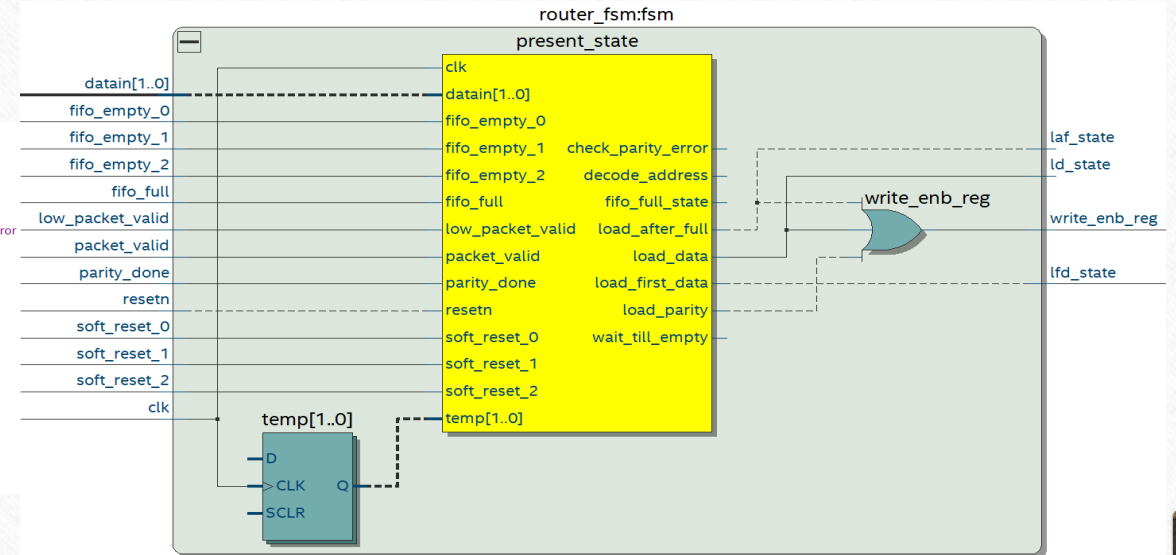 router_fsm:fsm
present_state
datain[1..0]
fifo_empty_0
fifo_empty_1
fifo_empty_2
fifo_full
low_packet_valid
ror
packet_valid
parity_done
resetn
soft_reset_0
soft_reset_1
soft_reset_2
clk
clk
datain[1..0]
fifo_empty_0
fifo_empty_1 check_parity_error
fifo_empty_2 decode_address
fifo_full fifo_full_state
low_packet_valid load_after_full
packet_valid load_data
parity_done load_first_data
resetn load_parity
soft_reset_0 wait_till_empty
soft_reset_1
soft_reset_2
temp[1..0]
temp[1..0]
D
CLK Q
SCLR
write_enb_reg
laf_state
ld_state
write_enb_reg
lfd_state